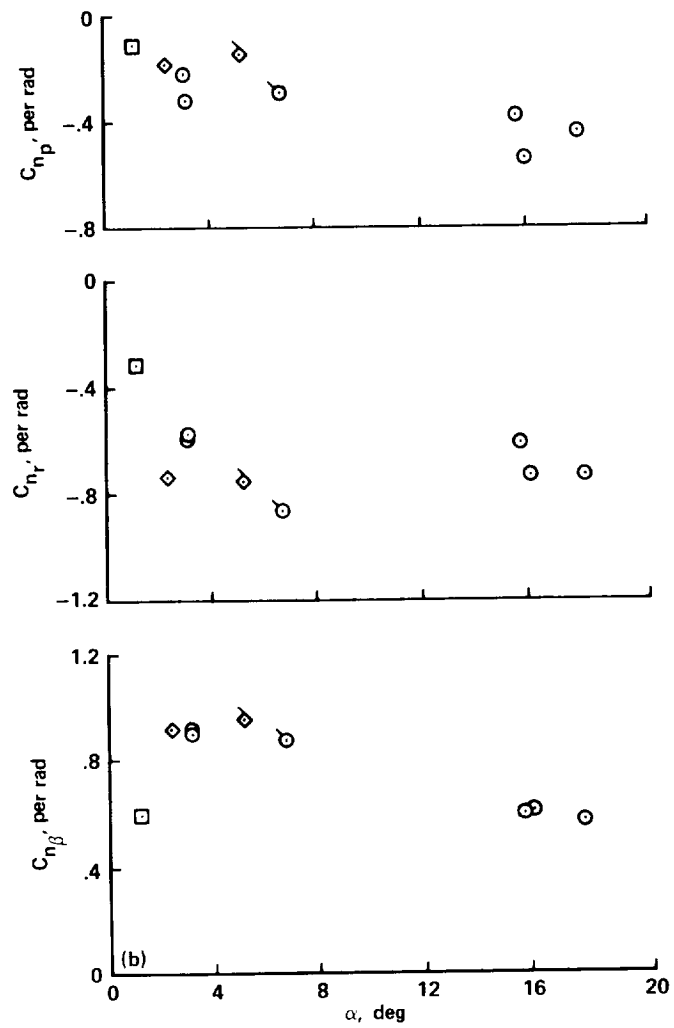 0
−.4
−.8
C_{n_p}, per rad
0
−.4
−.8
−1.2
C_{n_r}, per rad
1.2
.8
.4
0
C_{n_β}, per rad
(b)
0 4 8 12 16 20
α, deg